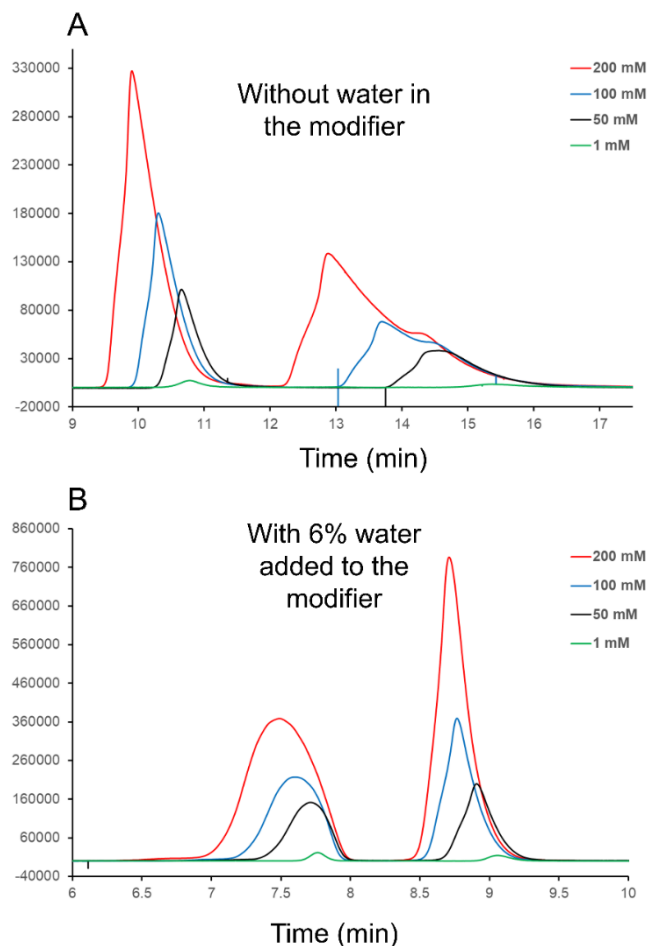 A
330000
280000
230000
180000
130000
80000
30000
-20000
Without water in
the modifier
200 mM
100 mM
50 mM
1 mM
9 10 11 12 13 14 15 16 17
Time (min)
B
860000
760000
660000
560000
460000
360000
260000
160000
60000
-40000
With 6% water
added to the
modifier
200 mM
100 mM
50 mM
1 mM
6 6.5 7 7.5 8 8.5 9 9.5 10
Time (min)